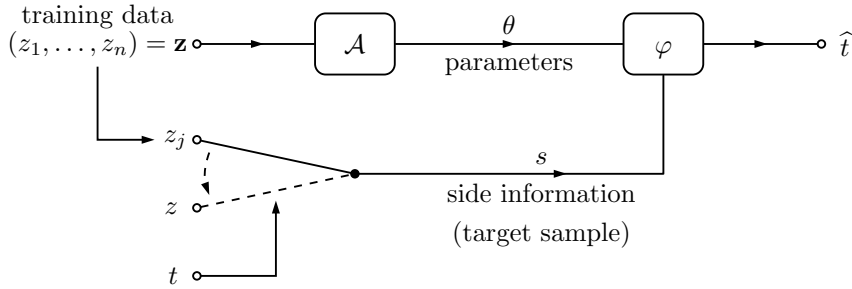 training data
(z₁, …, zₙ) = 𝐳
𝒜
θ
parameters
φ
t̂
zⱼ
z
t
s
side information
(target sample)